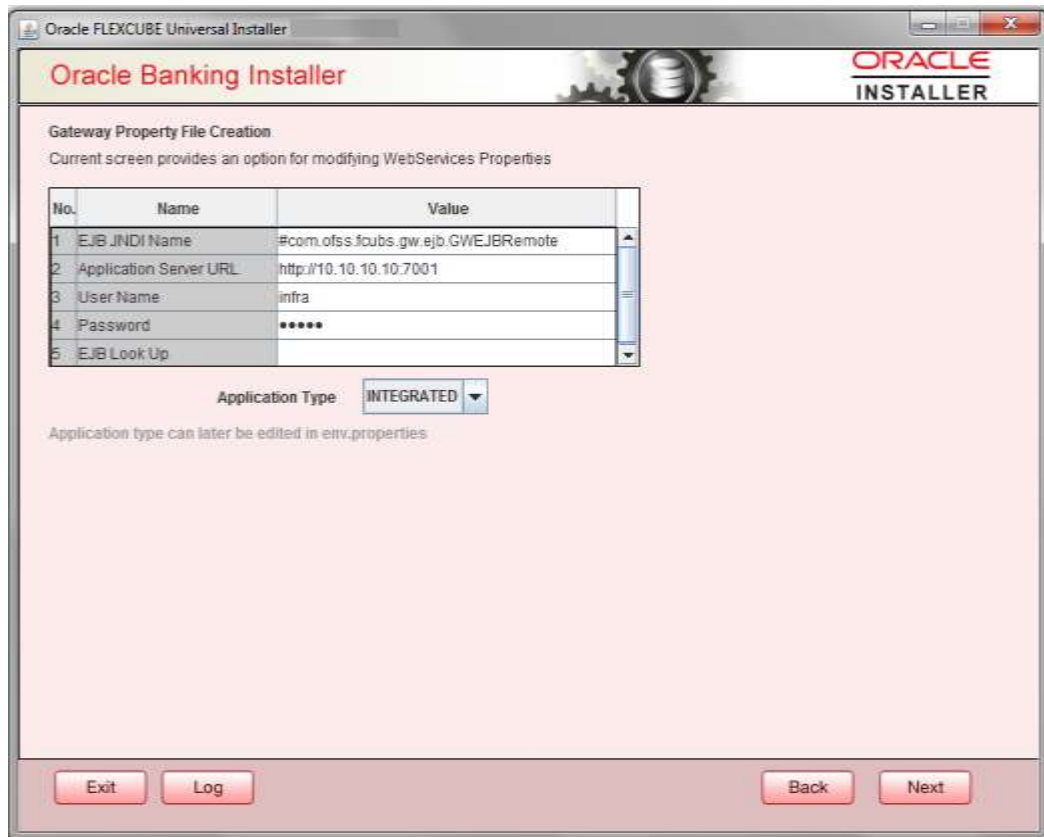 Oracle FLEXCUBE Universal Installer
Oracle Banking Installer
ORACLE
INSTALLER
Gateway Property File Creation
Current screen provides an option for modifying WebServices Properties
No. Name Value
1 EJB JNDI Name #com.ofss.fcubs.gw.ejb.GWEJBRemote
2 Application Server URL http://10.10.10.10:7001
3 User Name infra
4 Password •••••
5 EJB Look Up
Application Type INTEGRATED
Application type can later be edited in env.properties
Exit Log Back Next